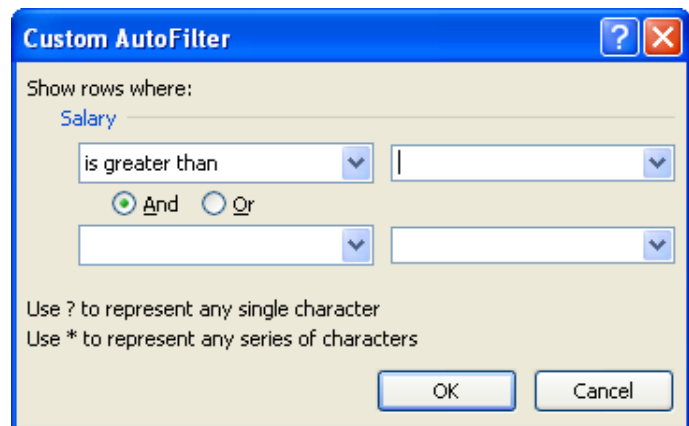 Custom AutoFilter
Show rows where:
Salary
is greater than
And Or
Use ? to represent any single character
Use * to represent any series of characters
OK Cancel